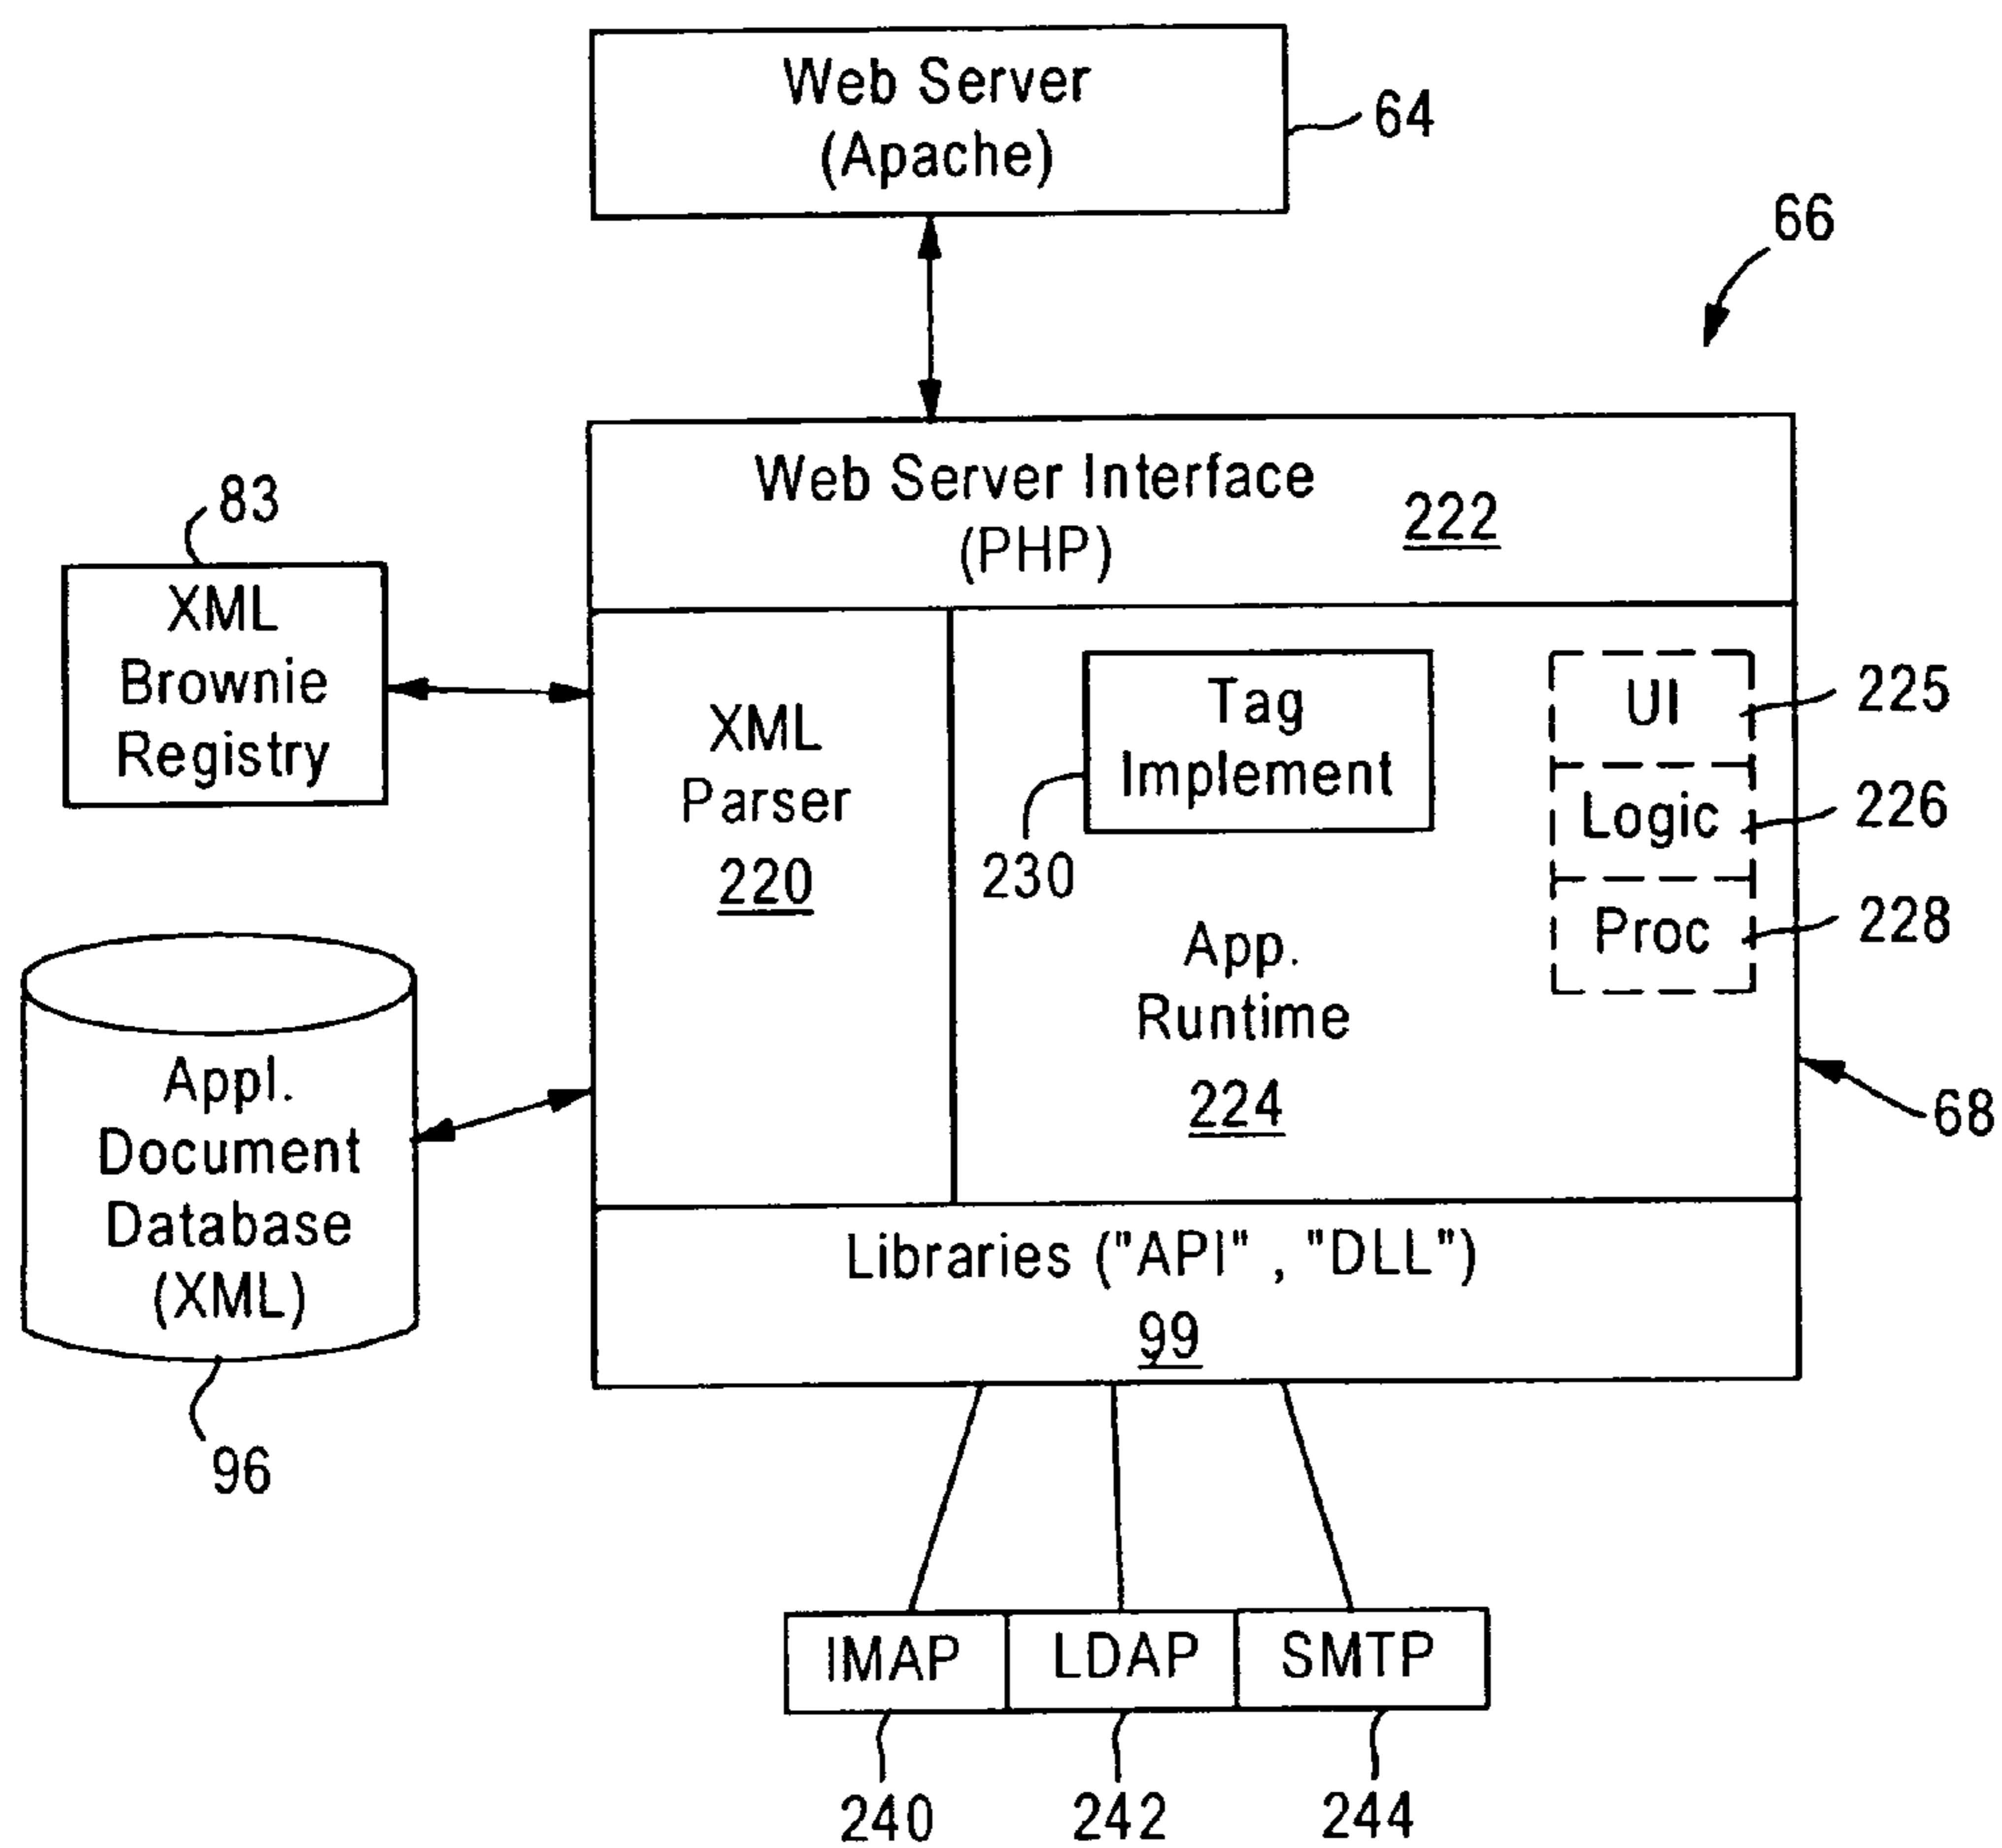 Web Server
(Apache)
64
66
Web Server Interface
(PHP)
222
83
XML
Brownie
Registry
XML
Parser
220
Tag
Implement
230
UI
225
Logic
226
Proc
228
App.
Runtime
224
68
Appl.
Document
Database
(XML)
96
Libraries ("API" , "DLL")
99
IMAP
LDAP
SMTP
240
242
244